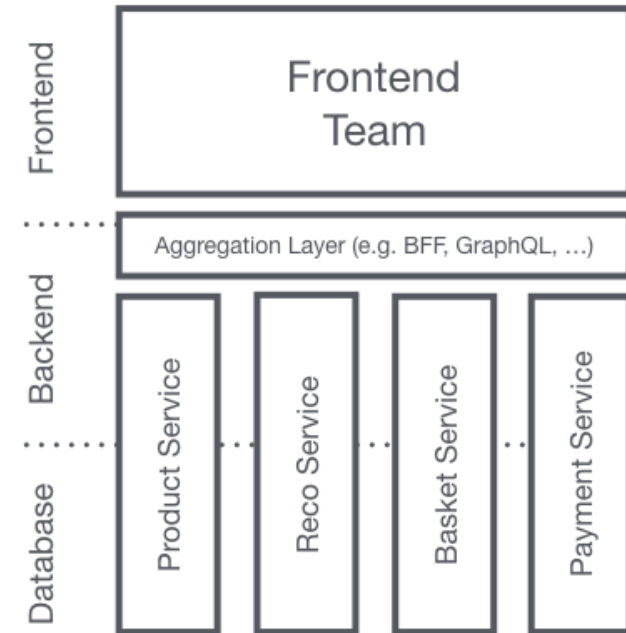 Frontend
Frontend
Team
Aggregation Layer (e.g. BFF, GraphQL, …)
Backend
Product Service
Reco Service
Basket Service
Payment Service
Database